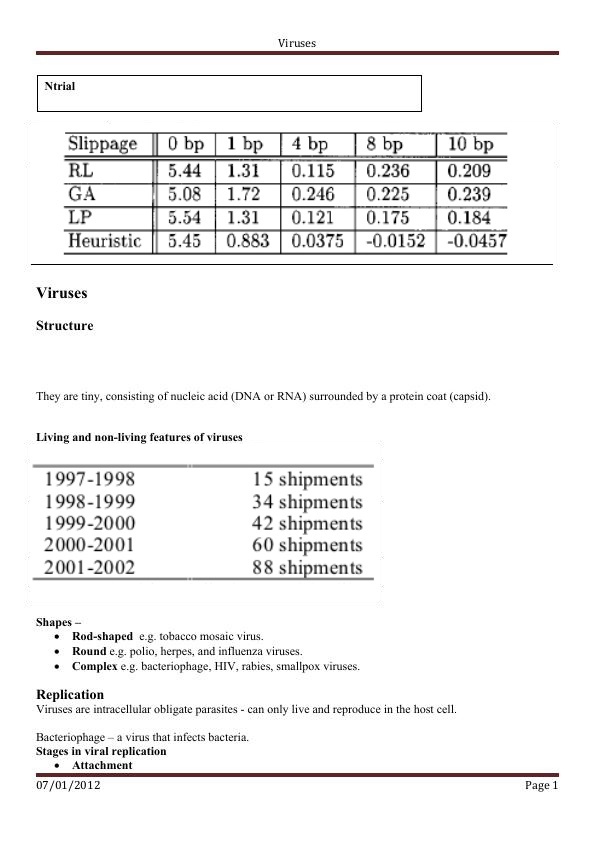 Viruses
Ntrial
Slippage 0 bp 1 bp 4 bp 8 bp 10 bp
RL 5.44 1.31 0.115 0.236 0.209
GA 5.08 1.72 0.246 0.225 0.239
LP 5.54 1.31 0.121 0.175 0.184
Heuristic 5.45 0.883 0.0375 -0.0152 -0.0457
Viruses
Structure
They are tiny, consisting of nucleic acid (DNA or RNA) surrounded by a protein coat (capsid).
Living and non-living features of viruses
1997-1998 15 shipments
1998-1999 34 shipments
1999-2000 42 shipments
2000-2001 60 shipments
2001-2002 88 shipments
Shapes –
• Rod-shaped e.g. tobacco mosaic virus.
• Round e.g. polio, herpes, and influenza viruses.
• Complex e.g. bacteriophage, HIV, rabies, smallpox viruses.
Replication
Viruses are intracellular obligate parasites - can only live and reproduce in the host cell.
Bacteriophage – a virus that infects bacteria.
Stages in viral replication
• Attachment
07/01/2012 Page 1